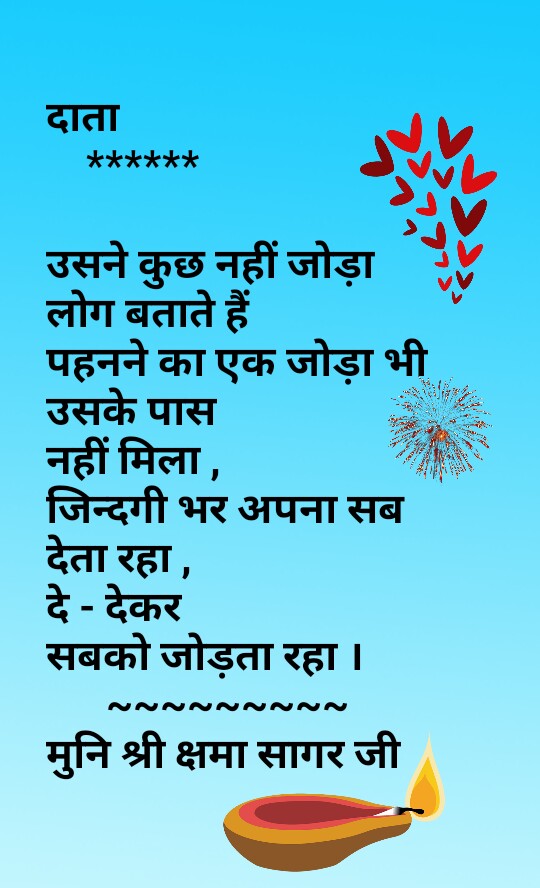 दाता
******
उसने कुछ नहीं जोड़ा
लोग बताते हैं
पहनने का एक जोड़ा भी
उसके पास
नहीं मिला ,
जिन्दगी भर अपना सब
देता रहा ,
दे - देकर
सबको जोड़ता रहा ।
~~~~~~~~~
मुनि श्री क्षमा सागर जी